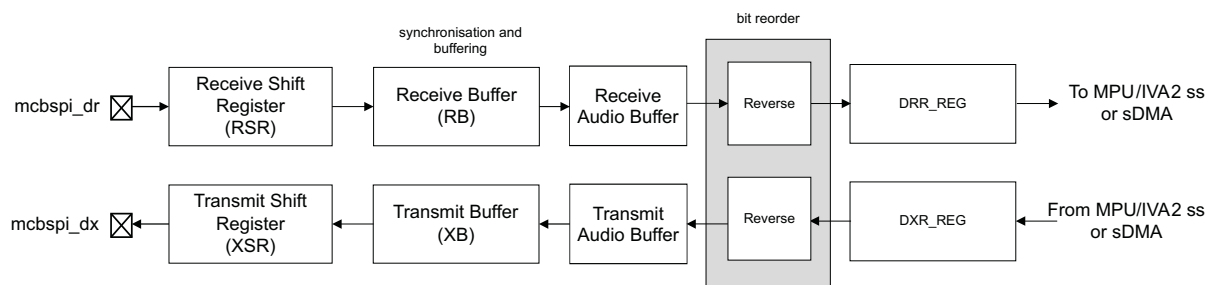 bit reorder
synchronisation and
buffering
mcbspi_dr
Receive Shift
Register
(RSR)
Receive Buffer
(RB)
Receive
Audio Buffer
Reverse
DRR_REG
To MPU/IVA2 ss
or sDMA
mcbspi_dx
Transmit Shift
Register
(XSR)
Transmit Buffer
(XB)
Transmit
Audio Buffer
Reverse
DXR_REG
From MPU/IVA2 ss
or sDMA